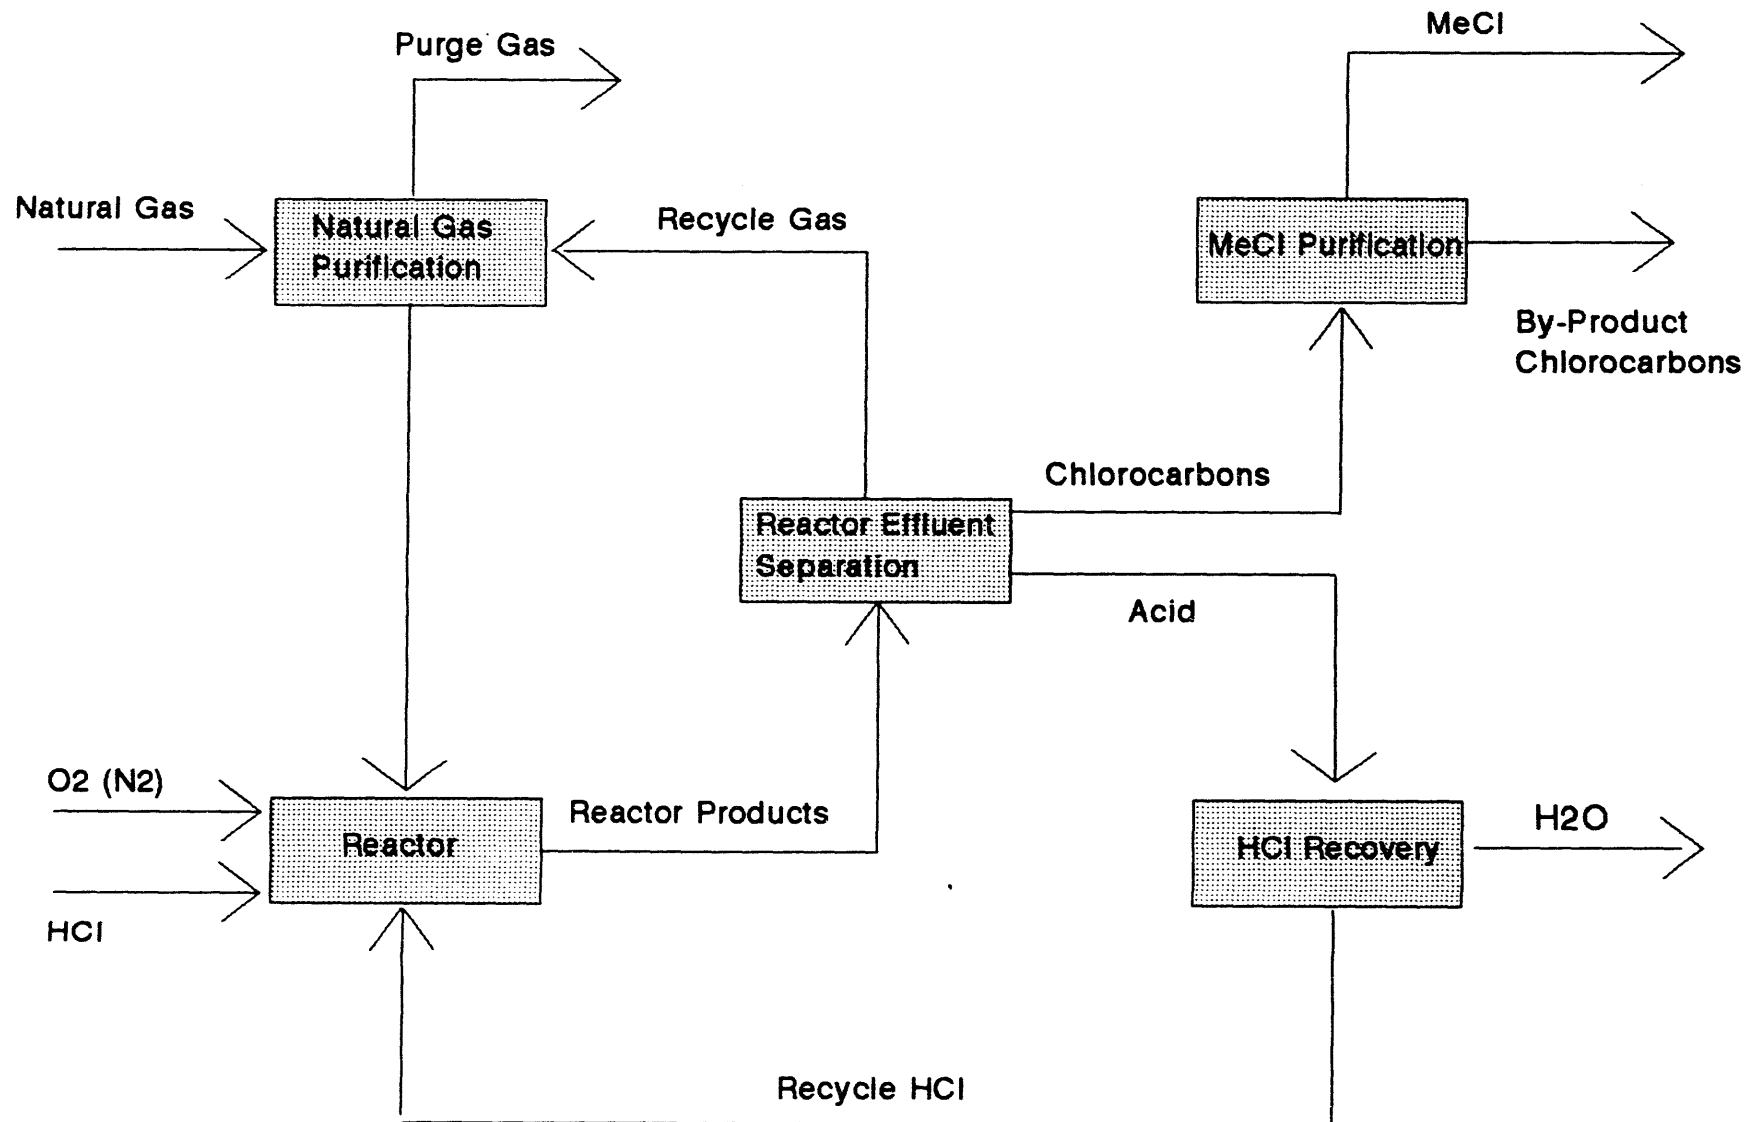 MeCl
Purge Gas
Natural Gas
Natural Gas
Purification
Recycle Gas
MeCl Purification
By-Product
Chlorocarbons
Chlorocarbons
Reactor Effluent
Separation
Acid
O2 (N2)
Reactor Products
H2O
Reactor
HCl Recovery
HCl
Recycle HCl